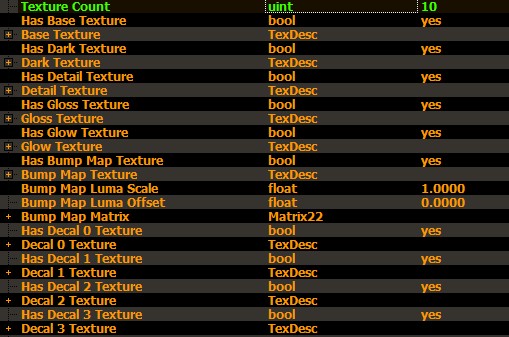 Texture Count uint 10
Has Base Texture bool yes
Base Texture TexDesc
Has Dark Texture bool yes
Dark Texture TexDesc
Has Detail Texture bool yes
Detail Texture TexDesc
Has Gloss Texture bool yes
Gloss Texture TexDesc
Has Glow Texture bool yes
Glow Texture TexDesc
Has Bump Map Texture bool yes
Bump Map Texture TexDesc
Bump Map Luma Scale float 1.0000
Bump Map Luma Offset float 0.0000
Bump Map Matrix Matrix22
Has Decal 0 Texture bool yes
Decal 0 Texture TexDesc
Has Decal 1 Texture bool yes
Decal 1 Texture TexDesc
Has Decal 2 Texture bool yes
Decal 2 Texture TexDesc
Has Decal 3 Texture bool yes
Decal 3 Texture TexDesc